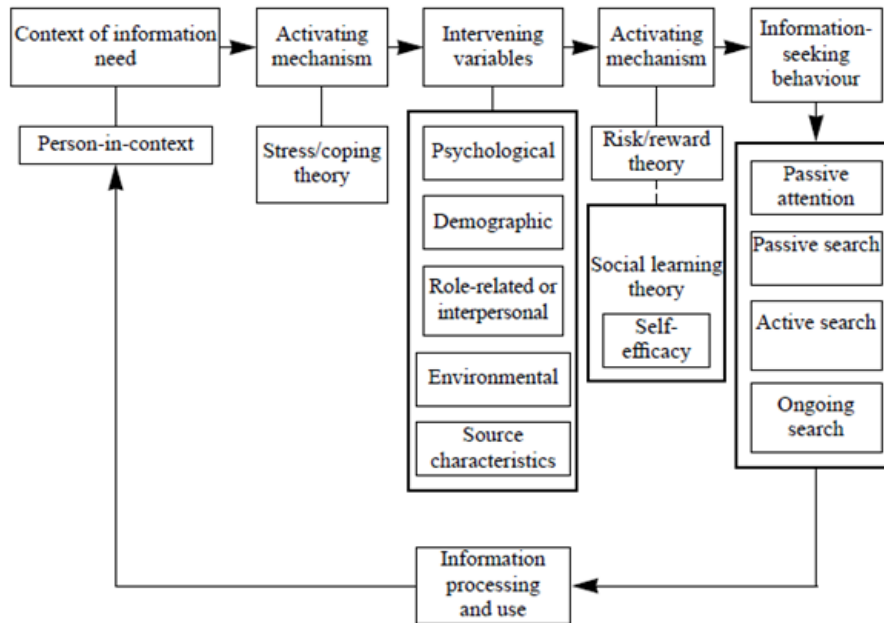 Context of information
need
Activating
mechanism
Intervening
variables
Activating
mechanism
Information-
seeking
behaviour
Person-in-context
Stress/coping
theory
Psychological
Demographic
Role-related or
interpersonal
Environmental
Source
characteristics
Risk/reward
theory
Social learning
theory
Self-
efficacy
Passive
attention
Passive search
Active search
Ongoing
search
Information
processing
and use